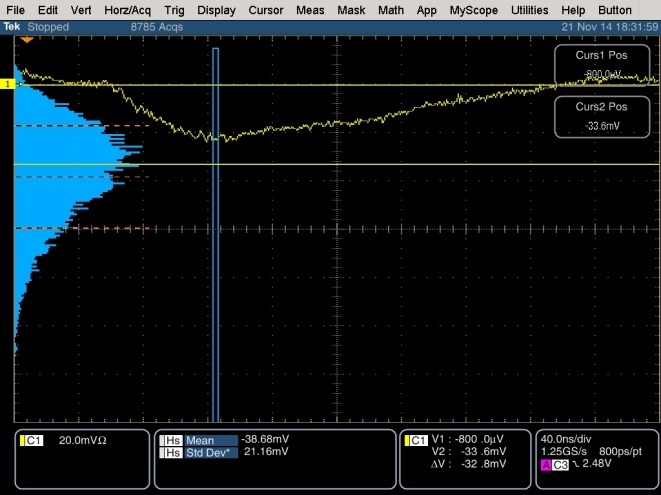 File Edit Vert Horz/Acq Trig Display Cursor Meas Mask Math App MyScope Utilities Help Button
Tek Stopped 8785 Acqs 21 Nov 14 18:31:59
Curs1 Pos
-800.0µV
Curs2 Pos
-33.6mV
1
C1 20.0mVΩ
Hs Mean -38.68mV
Hs Std Dev* 21.16mV
C1 V1 : -800 .0µV
V2 : -33 .6mV
ΔV : -32 .8mV
40.0ns/div
1.25GS/s 800ps/pt
A C3 2.48V